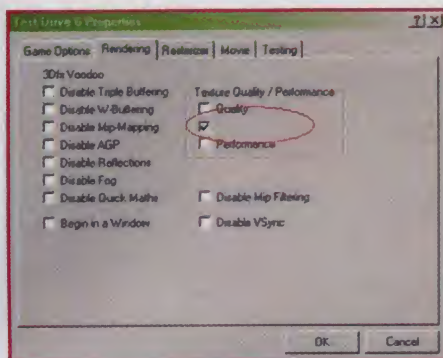 Test Drive 6 Properties
Game Options Rendering Rasterizer Movie Testing
3Dfx Voodoo
Disable Triple Buffering
Disable W-Buffering
Disable Mip-Mapping
Disable AGP
Disable Reflections
Disable Fog
Disable Quick Maths
Begin in a Window
Texture Quality / Performance
Quality
Performance
Disable Mip Filtering
Disable VSync
OK Cancel